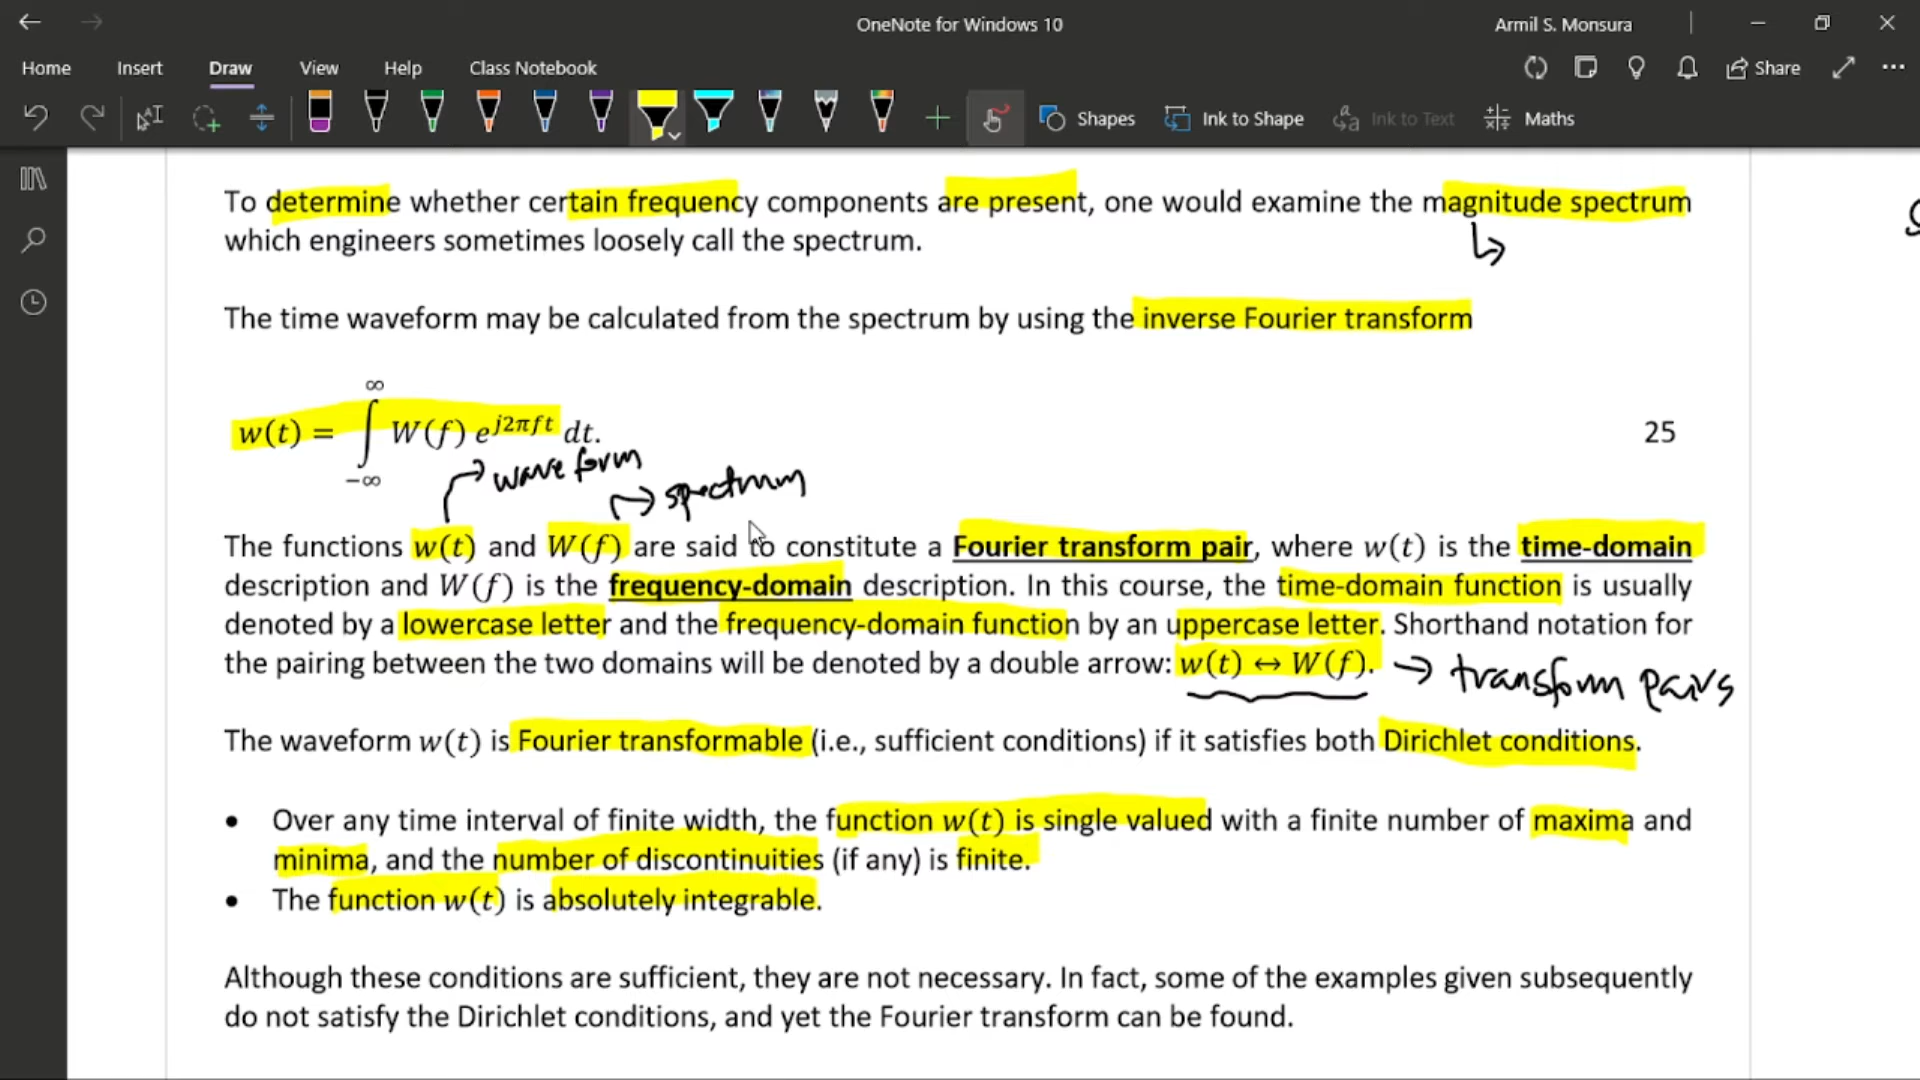 OneNote for Windows 10
Armil S. Monsura
Home Insert Draw View Help Class Notebook
Share
Shapes Ink to Shape Ink to Text Maths
To determine whether certain frequency components are present, one would examine the magnitude spectrum
which engineers sometimes loosely call the spectrum.
The time waveform may be calculated from the spectrum by using the inverse Fourier transform
w(t) = ∫_{-∞}^{∞} W(f) e^{j2πft} dt. 25
→ wave form
→ spectrum
The functions w(t) and W(f) are said to constitute a Fourier transform pair, where w(t) is the time-domain
description and W(f) is the frequency-domain description. In this course, the time-domain function is usually
denoted by a lowercase letter and the frequency-domain function by an uppercase letter. Shorthand notation for
the pairing between the two domains will be denoted by a double arrow: w(t) ↔ W(f). → transform pairs
The waveform w(t) is Fourier transformable (i.e., sufficient conditions) if it satisfies both Dirichlet conditions.
• Over any time interval of finite width, the function w(t) is single valued with a finite number of maxima and
minima, and the number of discontinuities (if any) is finite.
• The function w(t) is absolutely integrable.
Although these conditions are sufficient, they are not necessary. In fact, some of the examples given subsequently
do not satisfy the Dirichlet conditions, and yet the Fourier transform can be found.